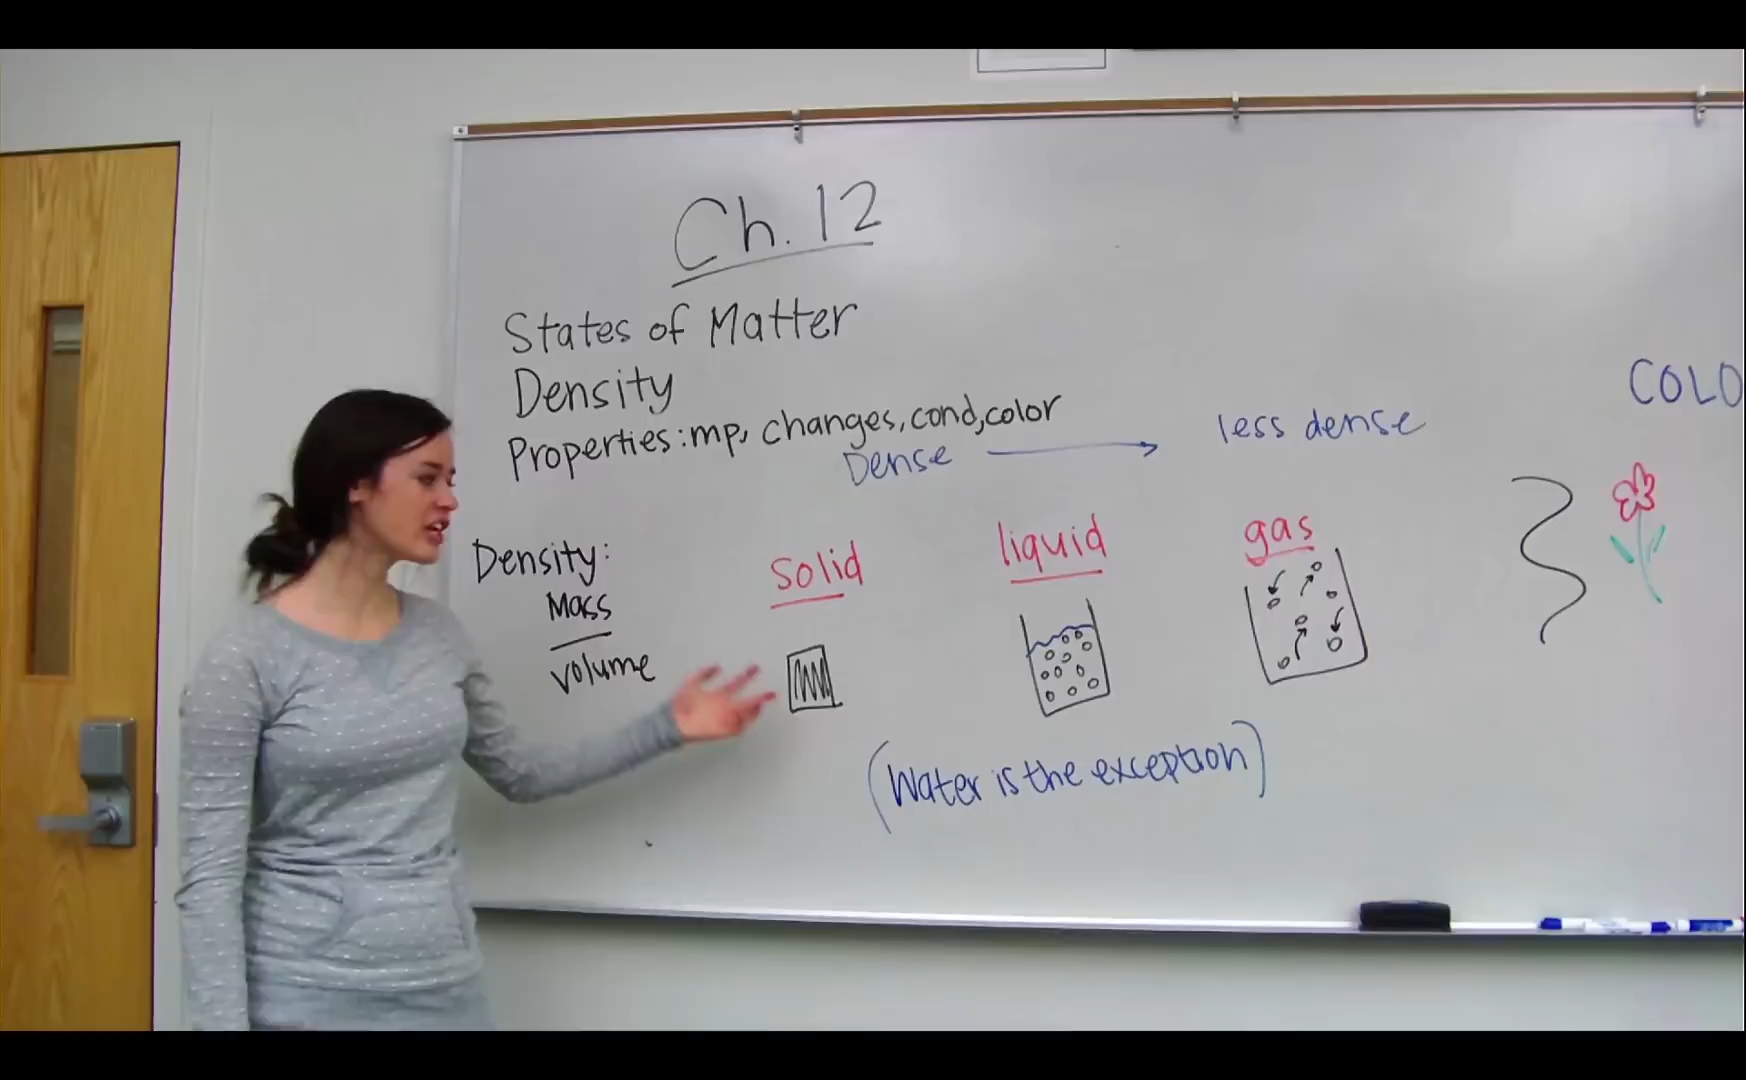 Ch. 12
States of Matter
Density
Properties: mp, changes, cond, color
Dense → less dense
COLO
Density:
Mass
volume
solid
liquid
gas
(Water is the exception)